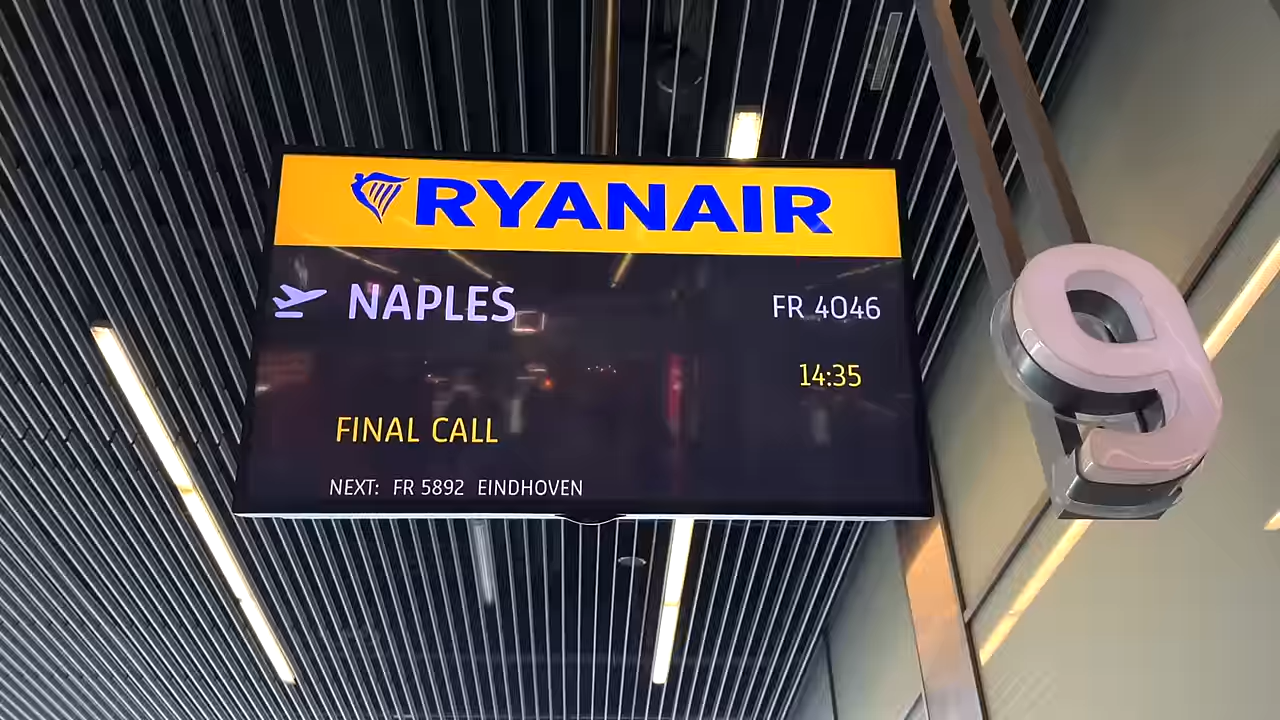 RYANAIR
NAPLES FR 4046
14:35
FINAL CALL
NEXT: FR 5892 EINDHOVEN
9